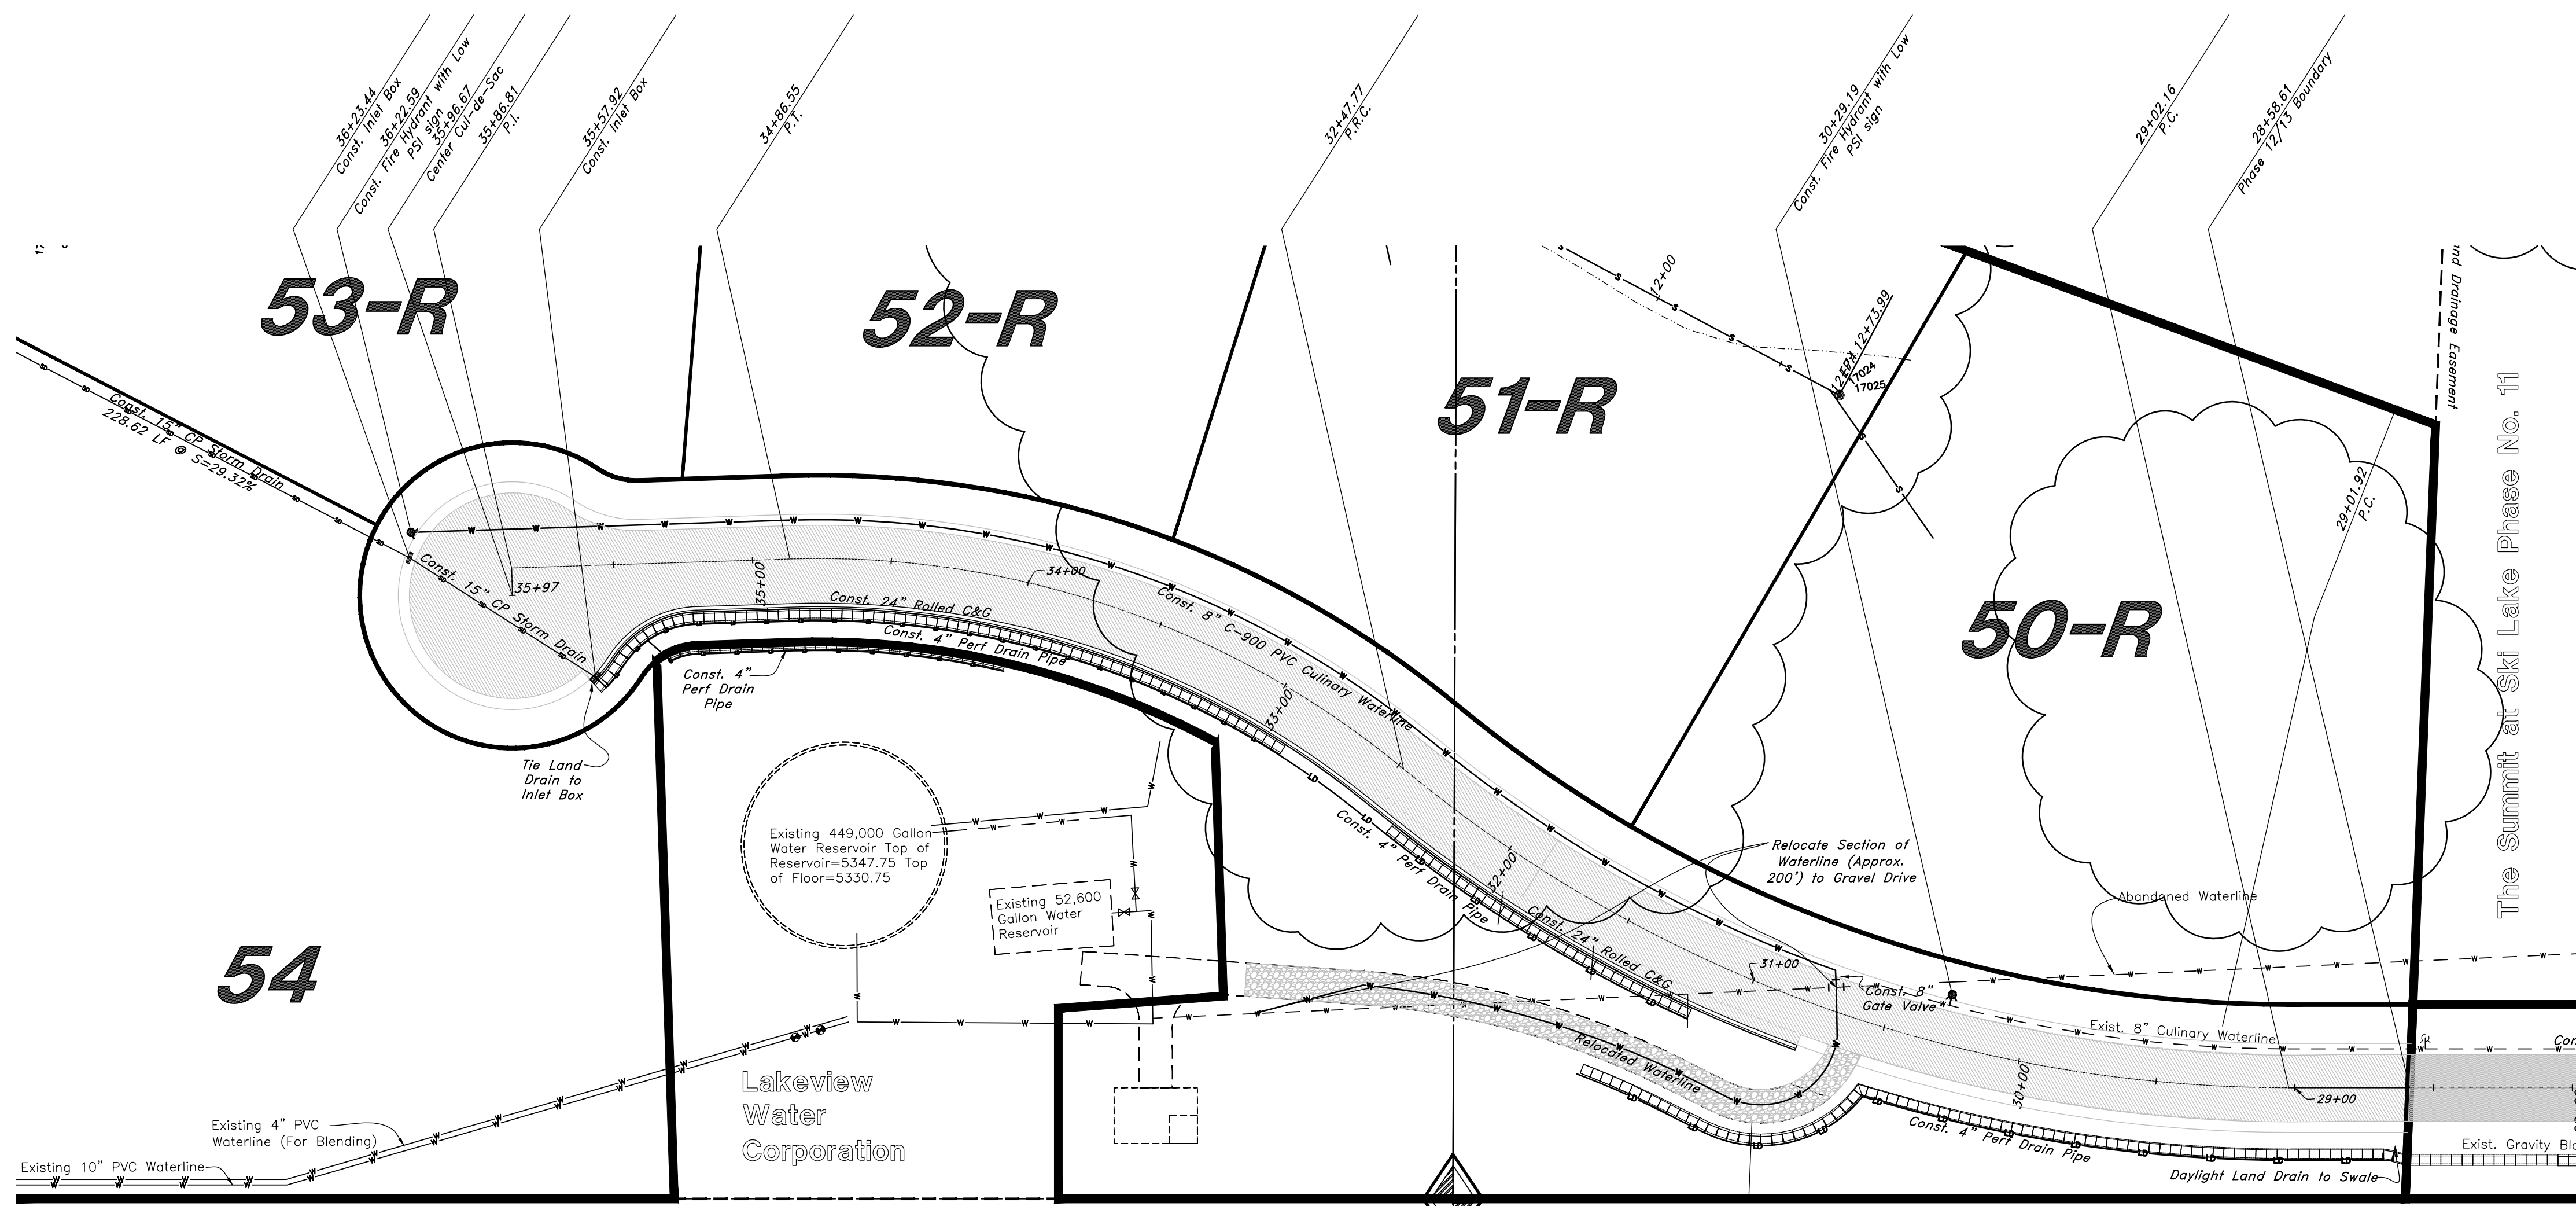 36+23.44
Const. Inlet Box
36+22.59
Const. Fire Hydrant with Low
PSI sign
35+96.67
Center Cul-de-Sac
35+86.81
P.I.
35+57.92
Const. Inlet Box
34+86.55
P.T.
32+47.77
P.R.C.
30+29.19
Const. Fire Hydrant with Low
PSI sign
29+02.16
P.C.
28+58.61
Phase 12/13 Boundary
53-R
52-R
51-R
50-R
54
12+00
12+73.99
17024
17025
nd Drainage Easement
The Summit at Ski Lake Phase No. 11
29+01.92
P.C.
Const. 15" CP Storm Drain
228.62 LF @ S=29.32%
Const. 15" CP Storm Drain
35+97
35+00
34+00
33+00
32+00
31+00
30+00
29+00
Const. 24" Rolled C&G
Const. 4" Perf Drain Pipe
Const. 4"
Perf Drain
Pipe
Const. 8" C-900 PVC Culinary Waterline
Tie Land
Drain to
Inlet Box
Existing 449,000 Gallon
Water Reservoir Top of
Reservoir=5347.75 Top
of Floor=5330.75
Existing 52,600
Gallon Water
Reservoir
Const. 4" Perf Drain Pipe
Const. 24" Rolled C&G
Relocate Section of
Waterline (Approx.
200') to Gravel Drive
Abandoned Waterline
Const. 8"
Gate Valve
Exist. 8" Culinary Waterline
Relocated Waterline
Const. 4" Perf Drain Pipe
Daylight Land Drain to Swale
Exist. Gravity Blo
Con
Lakeview
Water
Corporation
Existing 4" PVC
Waterline (For Blending)
Existing 10" PVC Waterline